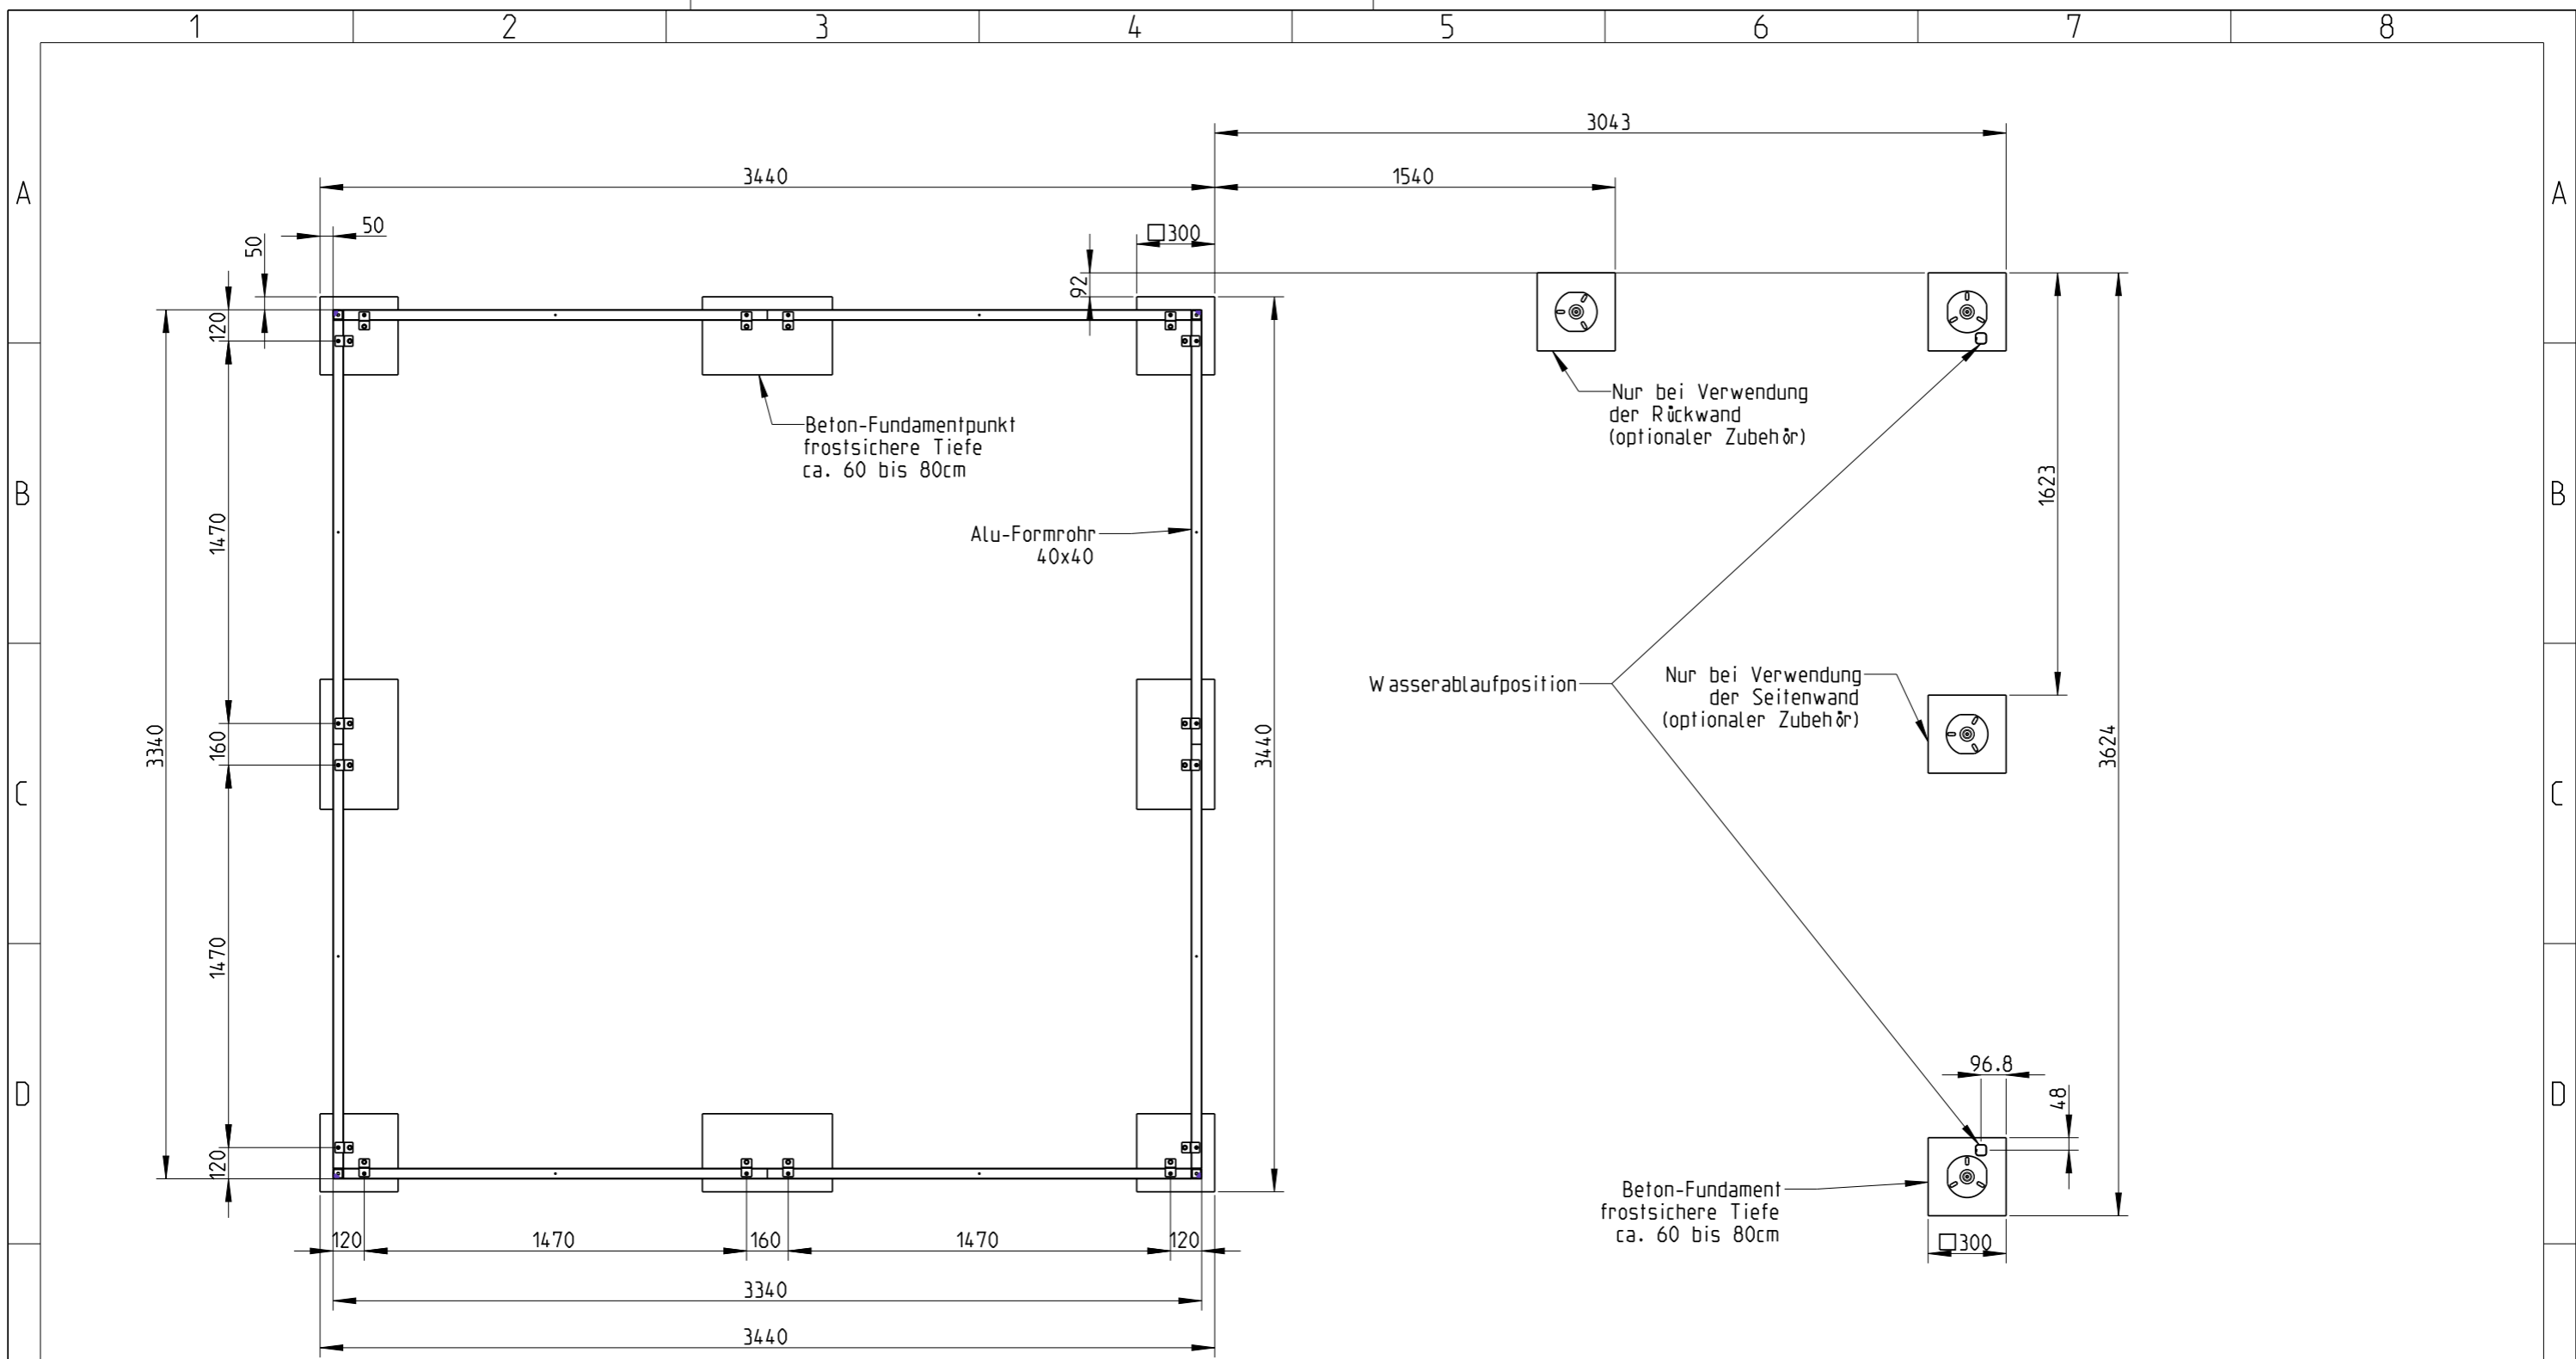 1 2 3 4 5 6 7 8
3043
3440 1540
A A
50
50
□300
92
120
Nur bei Verwendung
der Rückwand
(optionaler Zubehör)
Beton-Fundamentpunkt
frostsichere Tiefe
ca. 60 bis 80cm
B B
1623
1470
Alu-Formrohr
40x40
Wasserablaufposition
Nur bei Verwendung
der Seitenwand
(optionaler Zubehör)
3340
160
3440
3624
C C
1470
96.8
48
D D
120
Beton-Fundament
frostsichere Tiefe
ca. 60 bis 80cm
□300
120 1470 160 1470 120
3340
3440